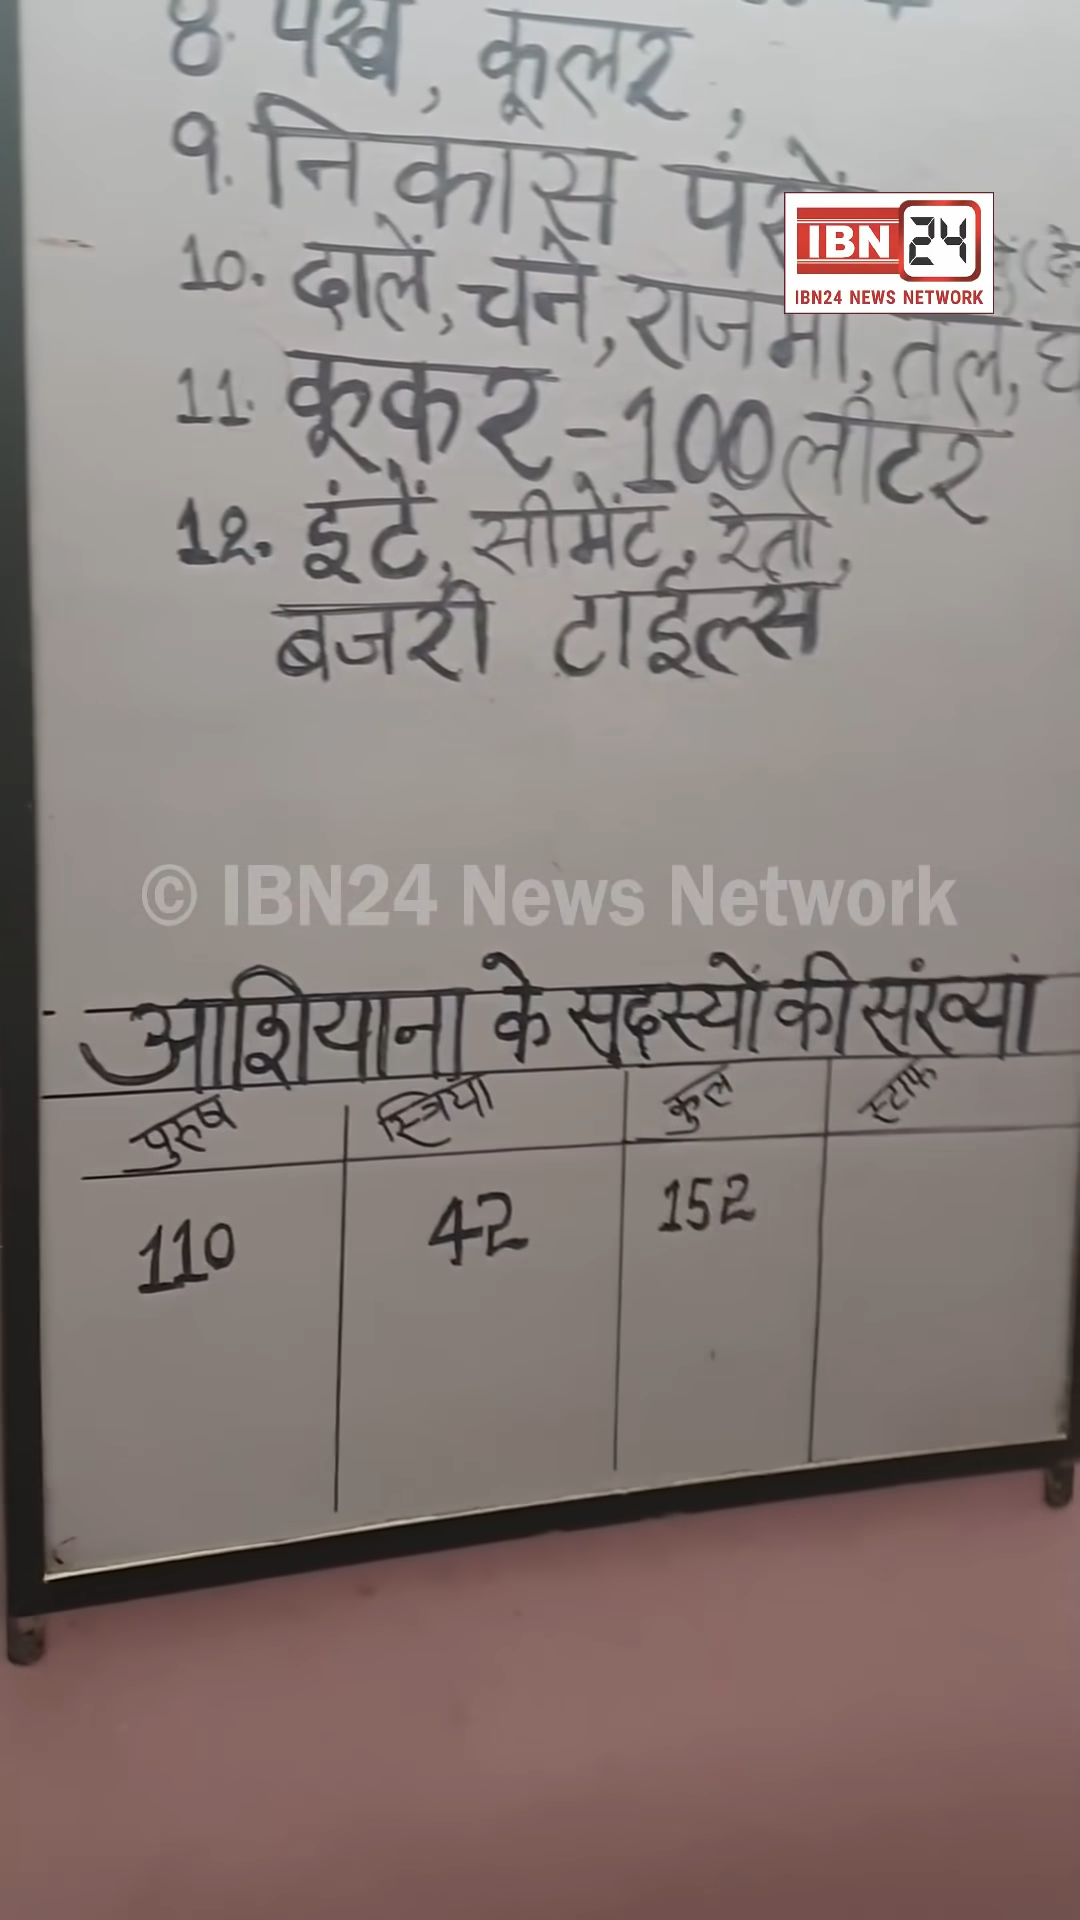 8. पंखे, कूलर,
9. निकास
10. दालें, चने, राजमा, तेल,
11. कूकर - 100 लीटर
12. इंटें, सीमेंट, रेता,
बजरी टाईल्स
IBN 24
IBN24 NEWS NETWORK
© IBN24 News Network
आशियाना के सदस्यों की संख्या
पुरुष स्त्रियां कुल स्टाफ
110 42 152